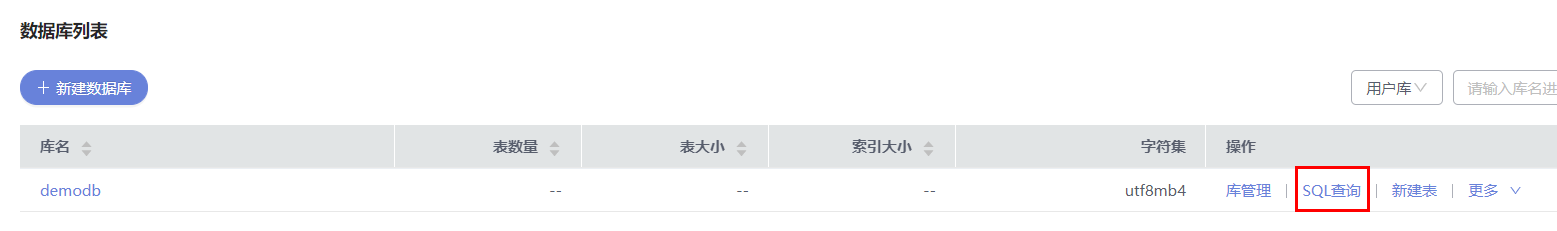 数据库列表
+ 新建数据库
用户库
请输入库名进
库名 表数量 表大小 索引大小 字符集 操作
demodb -- -- -- utf8mb4 库管理 | SQL查询 | 新建表 | 更多